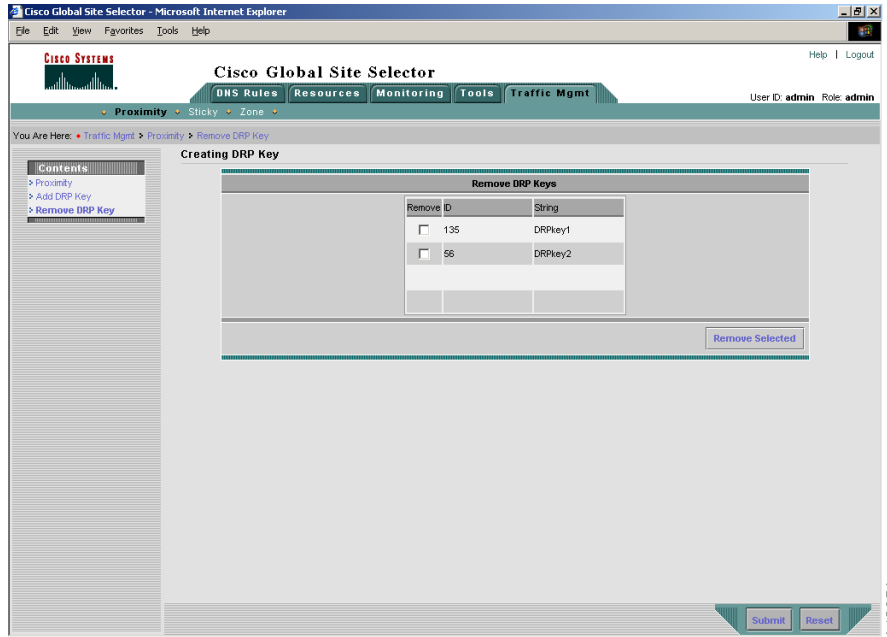 Cisco Global Site Selector - Microsoft Internet Explorer
File Edit View Favorites Tools Help
CISCO SYSTEMS
Help | Logout
Cisco Global Site Selector
DNS Rules Resources Monitoring Tools Traffic Mgmt
User ID: admin Role: admin
Proximity Sticky Zone
You Are Here: Traffic Mgmt Proximity Remove DRP Key
Creating DRP Key
Contents
Proximity
Add DRP Key
Remove DRP Key
Remove DRP Keys
Remove ID String
135 DRPkey1
56 DRPkey2
Remove Selected
Submit Reset